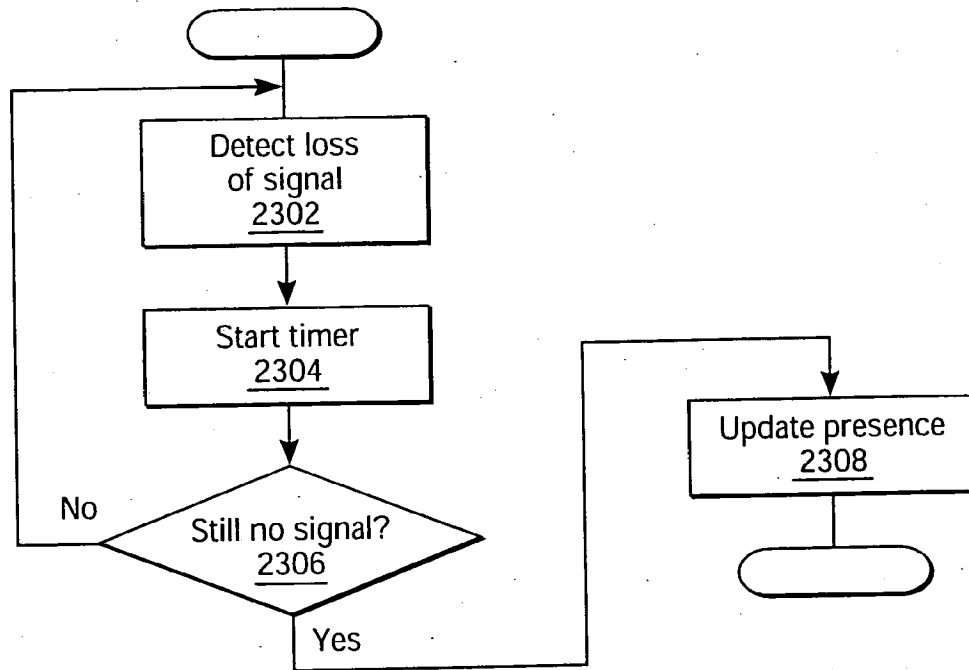 Detect loss
of signal
2302
Start timer
2304
No
Still no signal?
2306
Yes
Update presence
2308